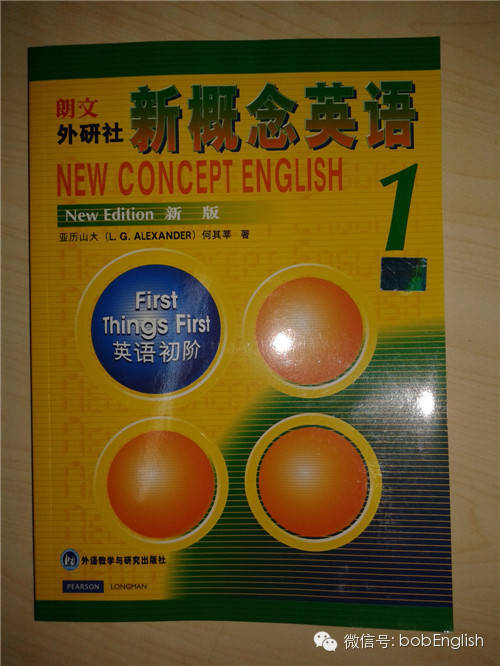 朗文
外研社
新概念英语
NEW CONCEPT ENGLISH
1
New Edition 新 版
亚历山大（L. G. ALEXANDER）何其莘 著
First
Things First
英语初阶
外语教学与研究出版社
PEARSON LONGMAN
微信号: bobEnglish